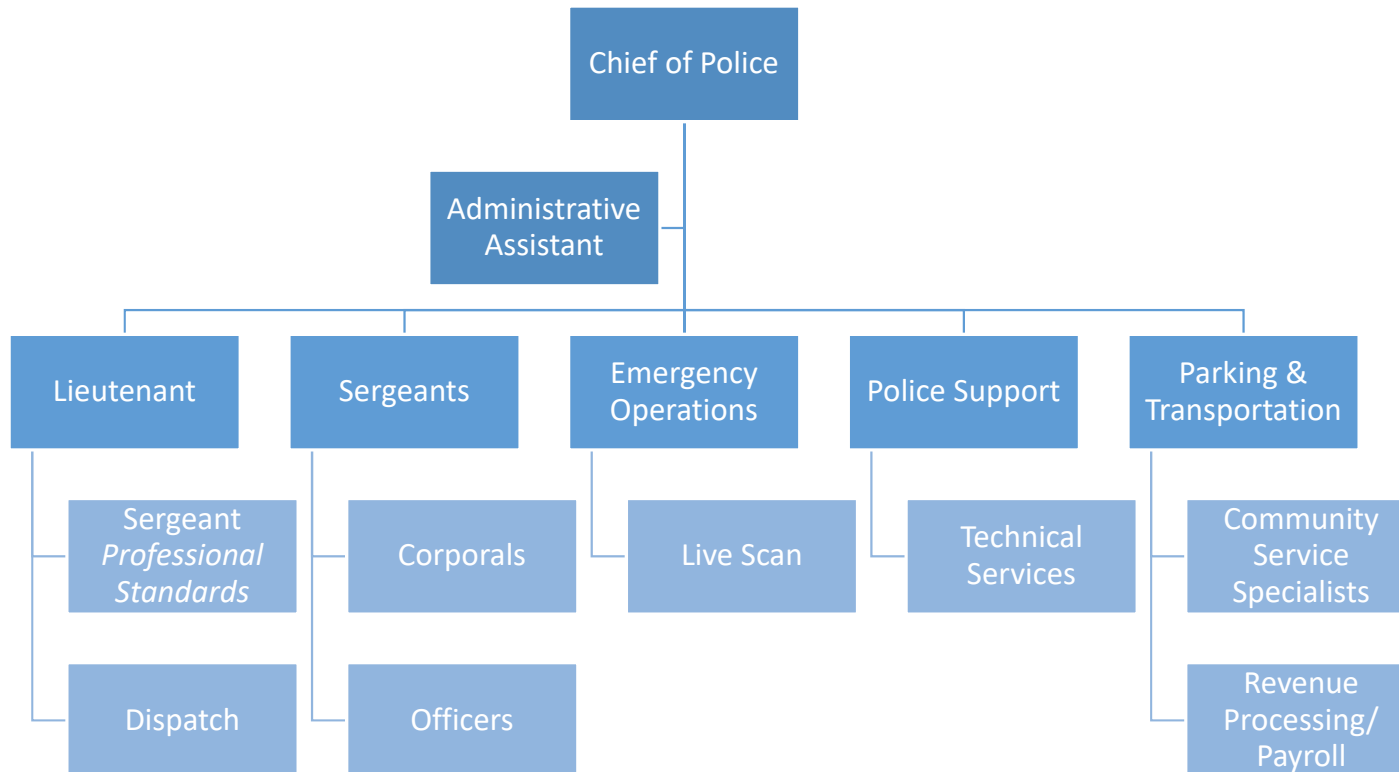 Chief of Police
Administrative
Assistant
Lieutenant
Sergeants
Emergency
Operations
Police Support
Parking &
Transportation
Sergeant
Professional
Standards
Corporals
Live Scan
Technical
Services
Community
Service
Specialists
Dispatch
Officers
Revenue
Processing/
Payroll